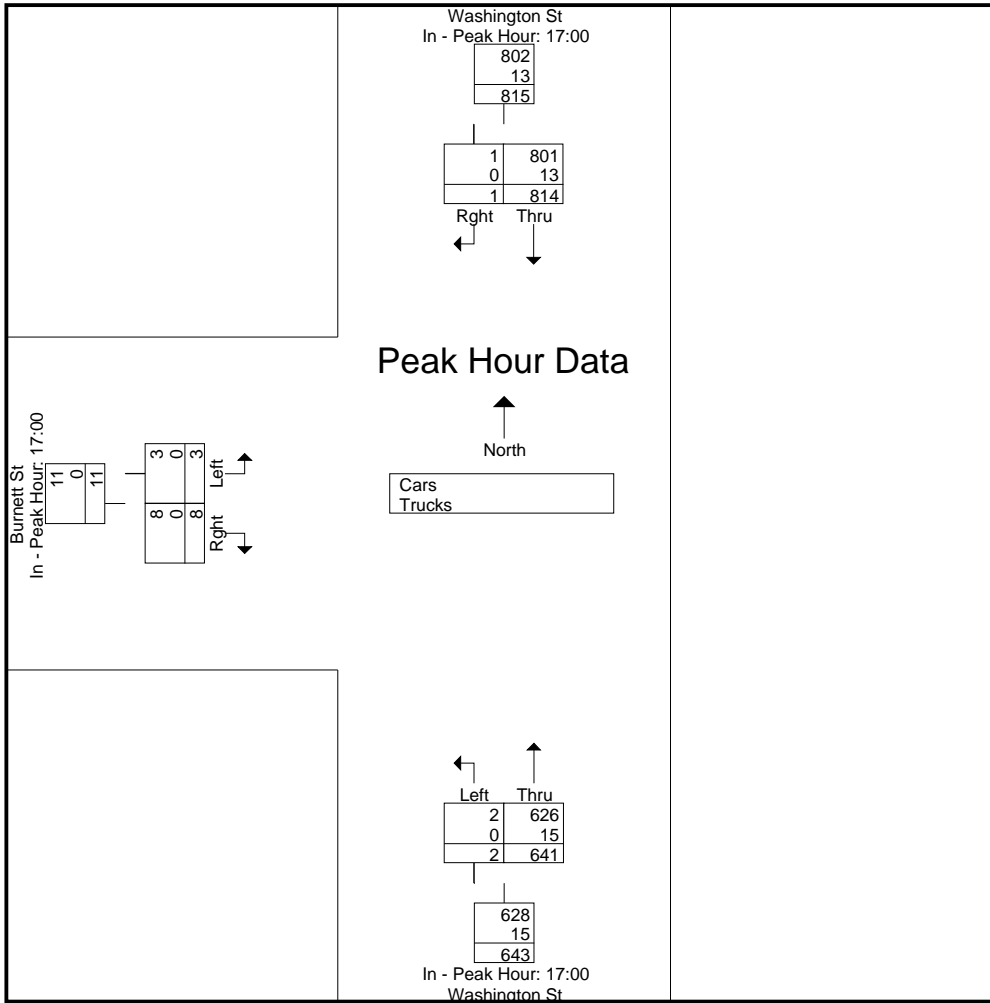 Washington St
In - Peak Hour: 17:00
802
13
815
1 801
0 13
1 814
Rght Thru
Peak Hour Data
North
Cars
Trucks
Burnett St
In - Peak Hour: 17:00
11
0
11
3 0 3
Left
8 0 8
Rght
Left Thru
2 626
0 15
2 641
628
15
643
In - Peak Hour: 17:00
Washington St